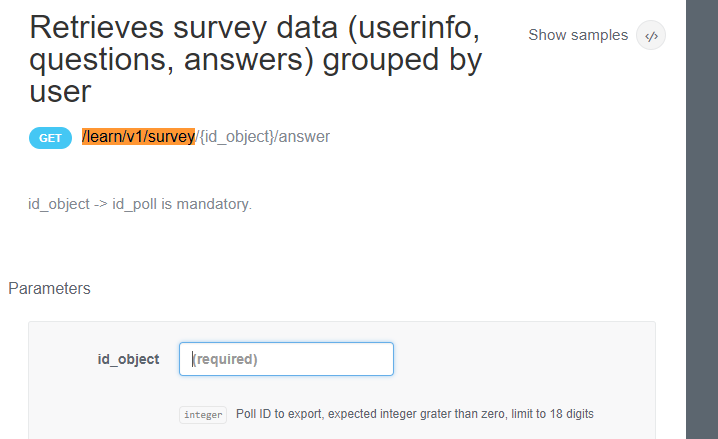 Retrieves survey data (userinfo,
questions, answers) grouped by
user
Show samples </>
GET /learn/v1/survey/{id_object}/answer
id_object -> id_poll is mandatory.
Parameters
id_object (required)
integer Poll ID to export, expected integer grater than zero, limit to 18 digits